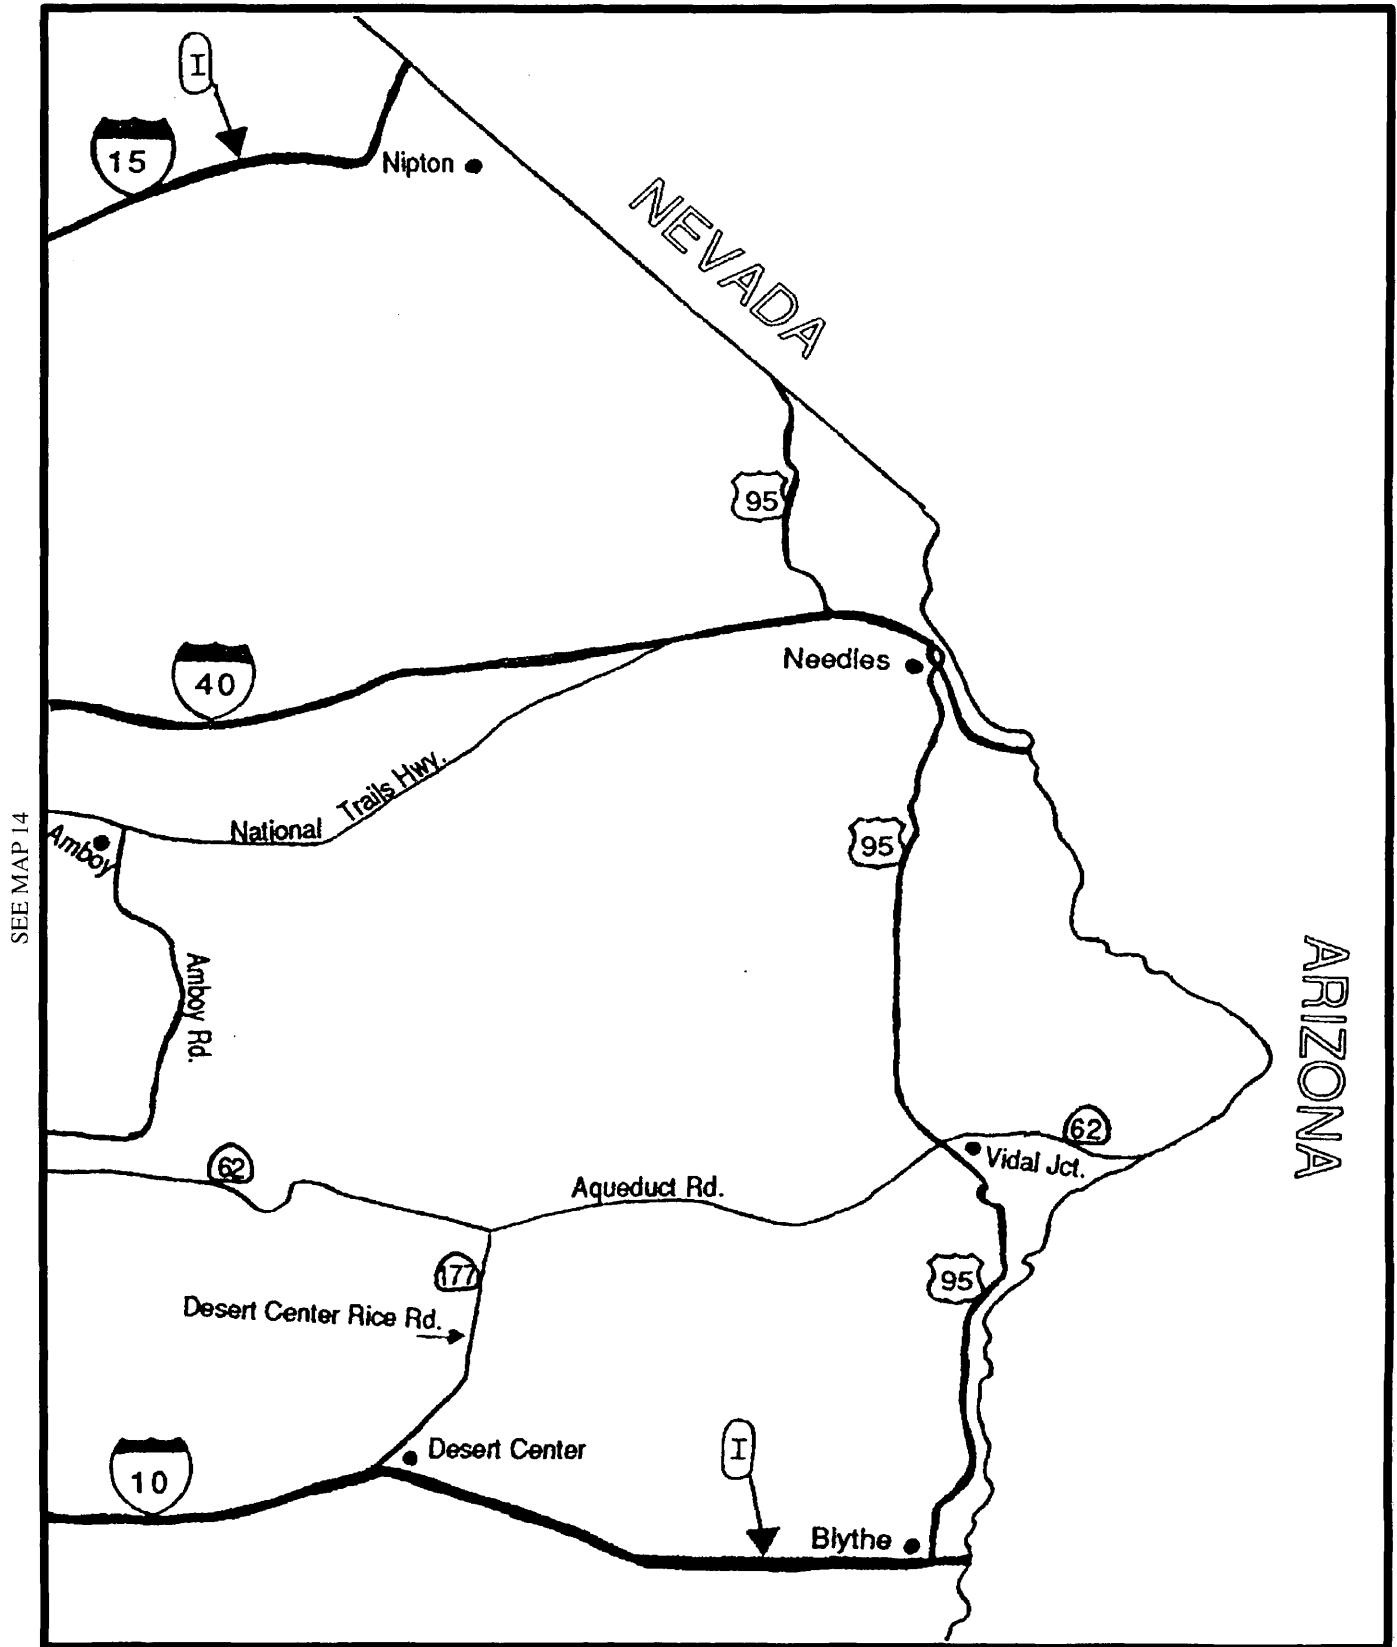 I
15
Nipton
NEVADA
95
40
Needles
National Trails Hwy.
95
SEE MAP 14
Amboy
Amboy Rd.
ARIZONA
62
Vidal Jct.
62
Aqueduct Rd.
177
95
Desert Center Rice Rd.
10
Desert Center
I
Blythe